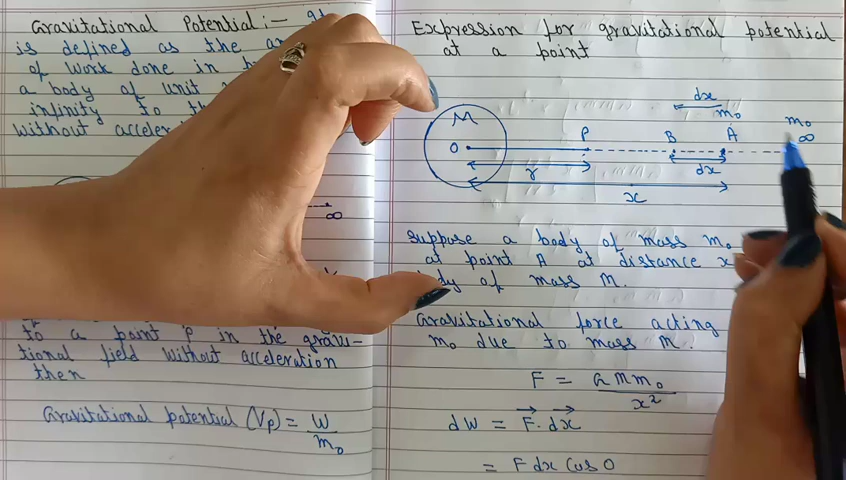 Gravitational Potential:-
is defined as the
of work done in
a body of unit
infinity to
without
∞
to a point P in the gravi-
tional field without acceleration
then
Gravitational potential (Vp) = W
m₀
Expression for gravitational potential
at a point
dx
m₀
M
m₀
P
B
A
∞
O
r
dx
x
Suppose a body of mass m₀
at point A at distance x
body of mass M.
Gravitational force acting
m₀ due to mass M.
F = G M m₀
x²
dW = F⃗ . dx⃗
= F dx Cos 0